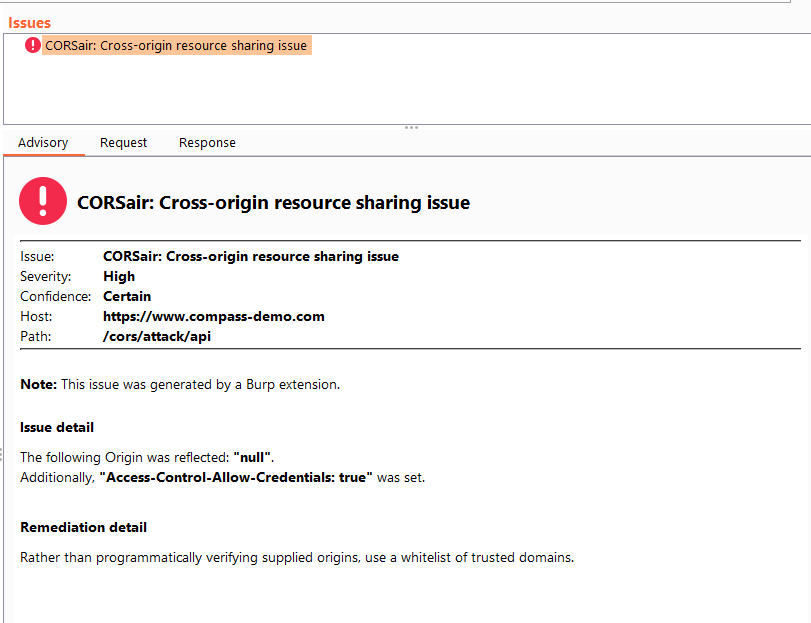 Issues
CORSair: Cross-origin resource sharing issue
Advisory Request Response
CORSair: Cross-origin resource sharing issue
Issue: CORSair: Cross-origin resource sharing issue
Severity: High
Confidence: Certain
Host: https://www.compass-demo.com
Path: /cors/attack/api
Note: This issue was generated by a Burp extension.
Issue detail
The following Origin was reflected: "null".
Additionally, "Access-Control-Allow-Credentials: true" was set.
Remediation detail
Rather than programmatically verifying supplied origins, use a whitelist of trusted domains.